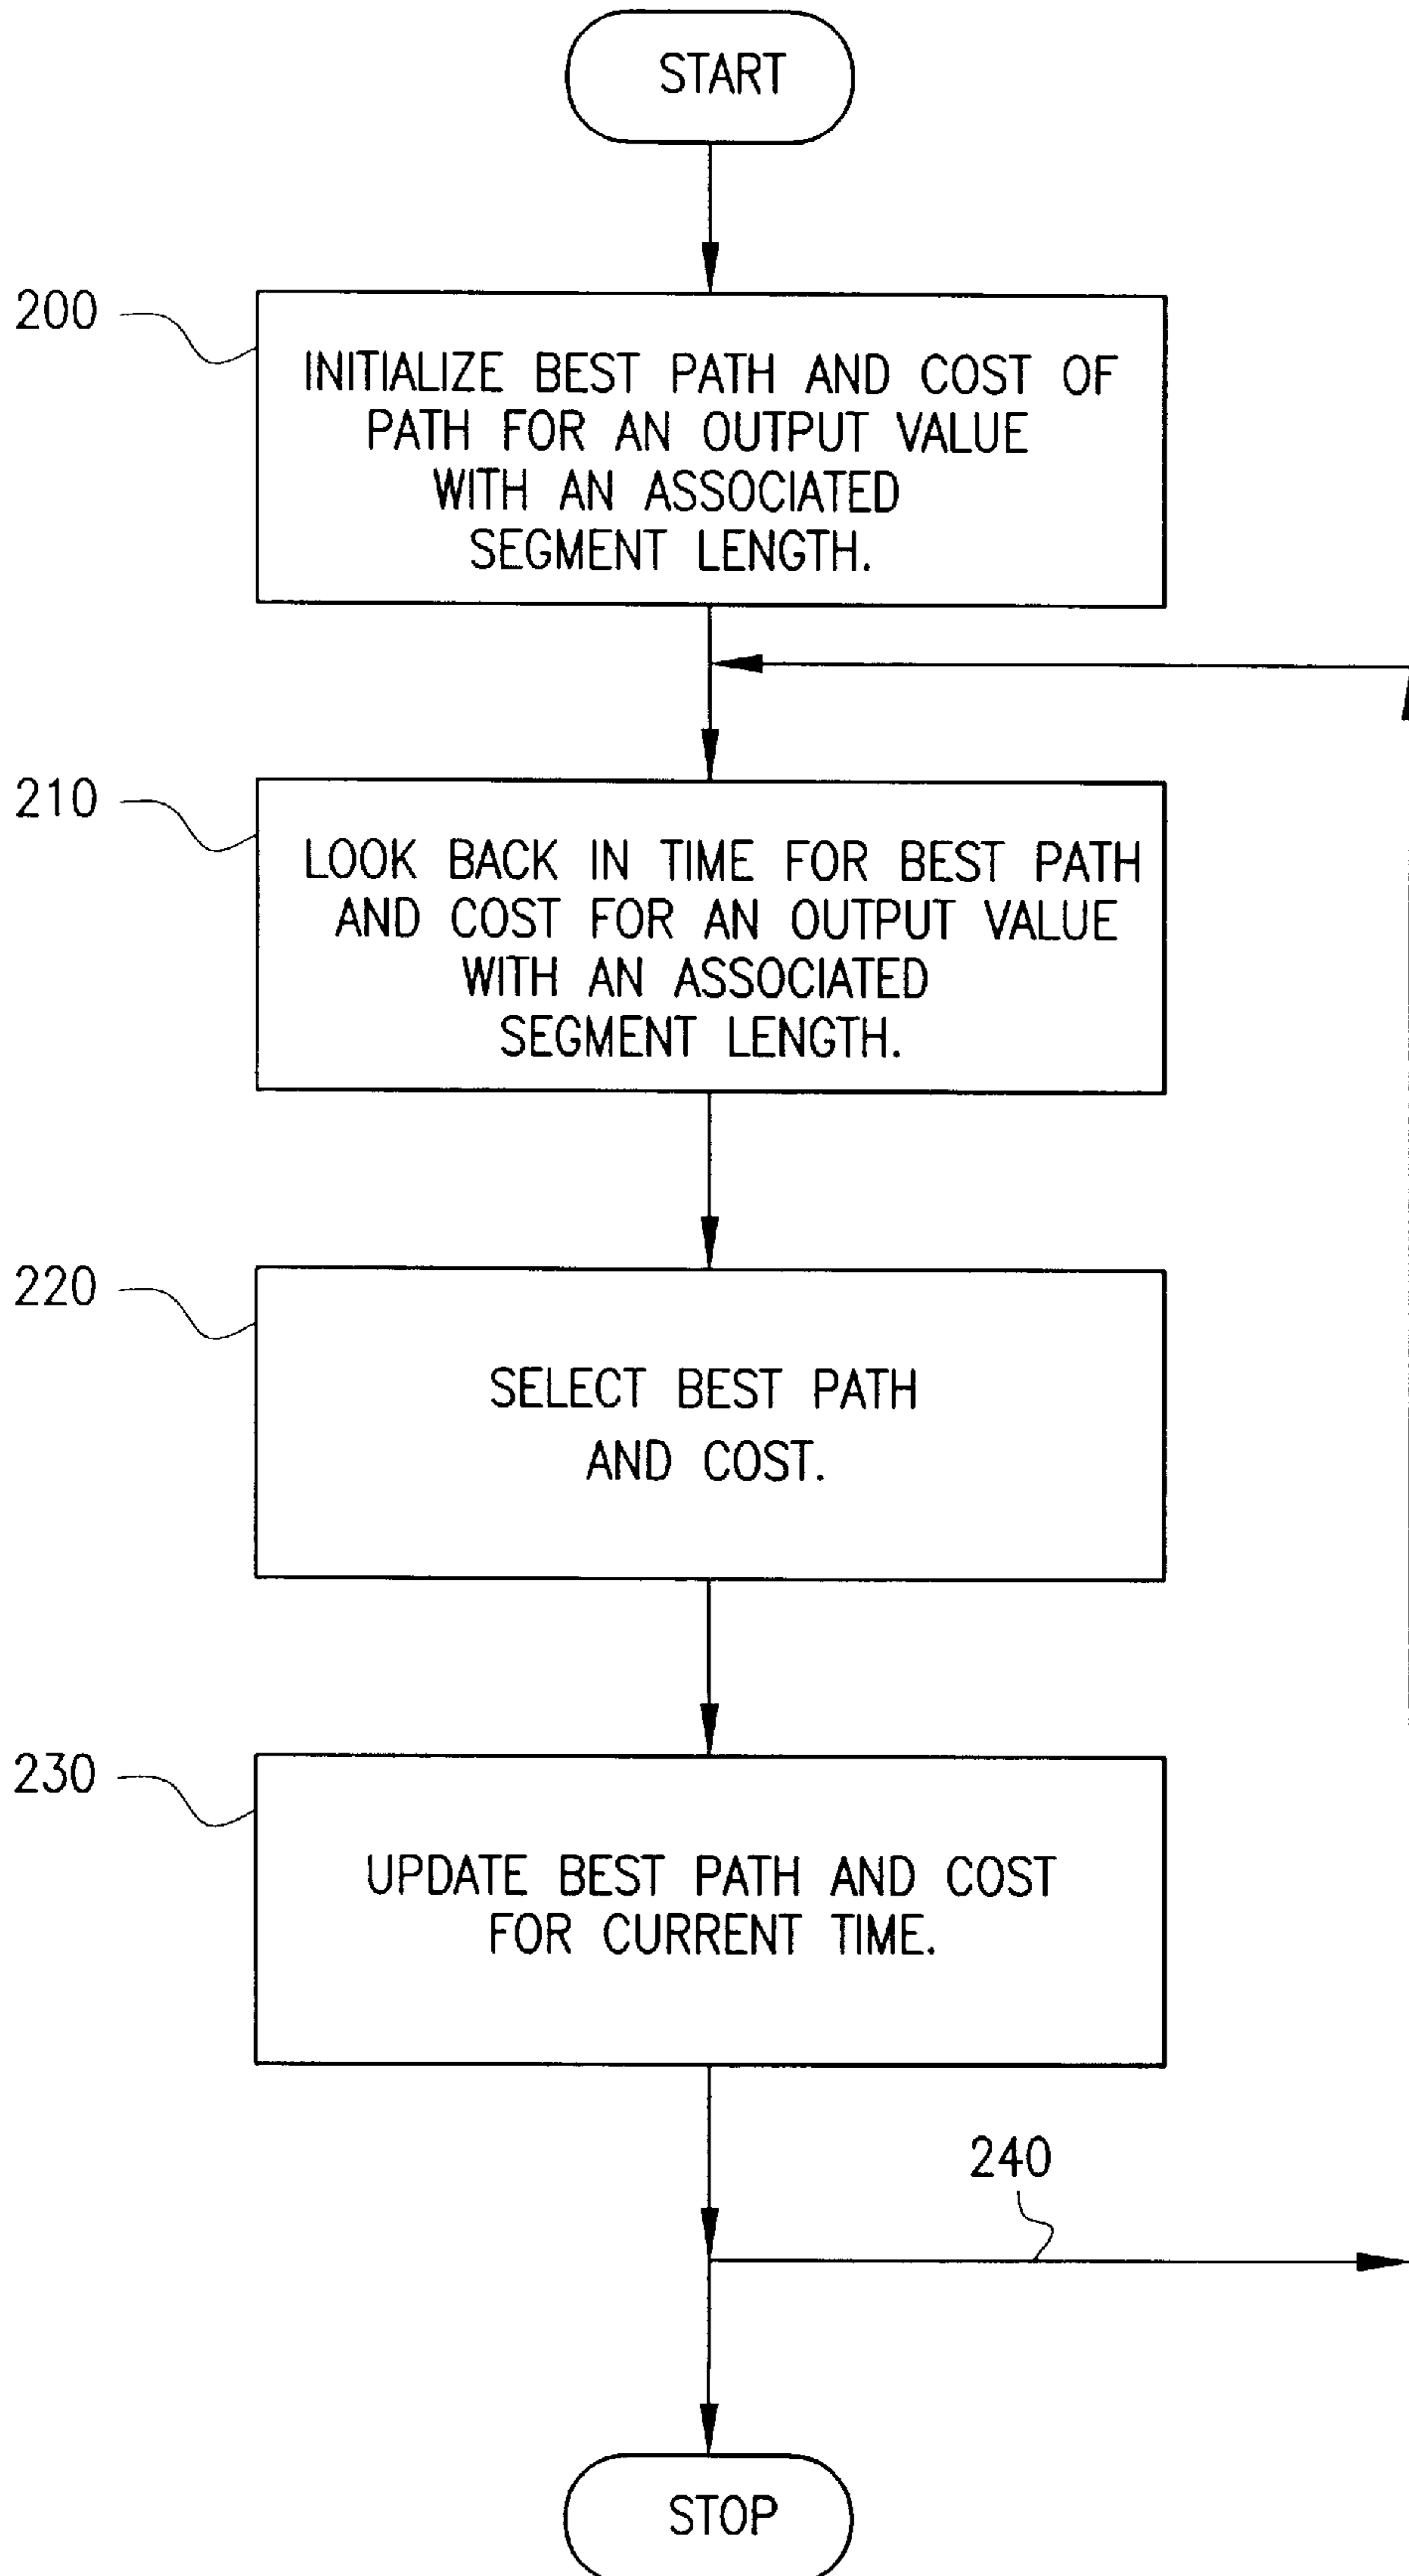 START
200
INITIALIZE BEST PATH AND COST OF
PATH FOR AN OUTPUT VALUE
WITH AN ASSOCIATED
SEGMENT LENGTH.
210
LOOK BACK IN TIME FOR BEST PATH
AND COST FOR AN OUTPUT VALUE
WITH AN ASSOCIATED
SEGMENT LENGTH.
220
SELECT BEST PATH
AND COST.
230
UPDATE BEST PATH AND COST
FOR CURRENT TIME.
240
STOP